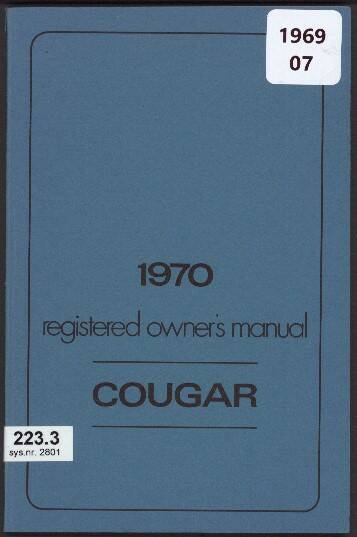 1969
07
1970
registered owner's manual
COUGAR
223.3
sys.nr. 2801